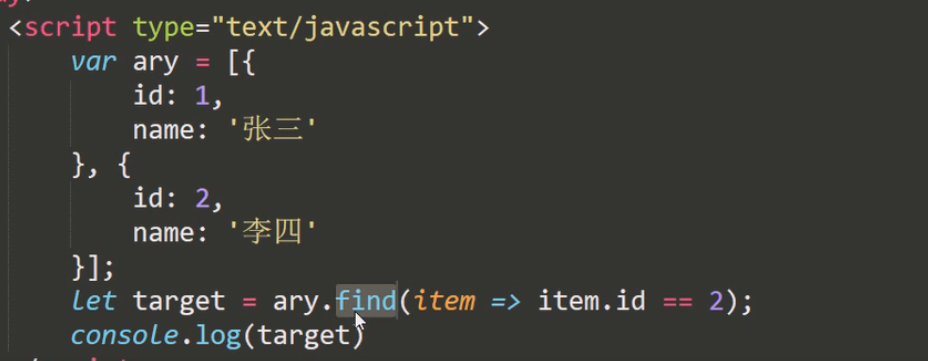 <script type="text/javascript">
var ary = [{
id: 1,
name: '张三'
}, {
id: 2,
name: '李四'
}];
let target = ary.find(item => item.id == 2);
console.log(target)